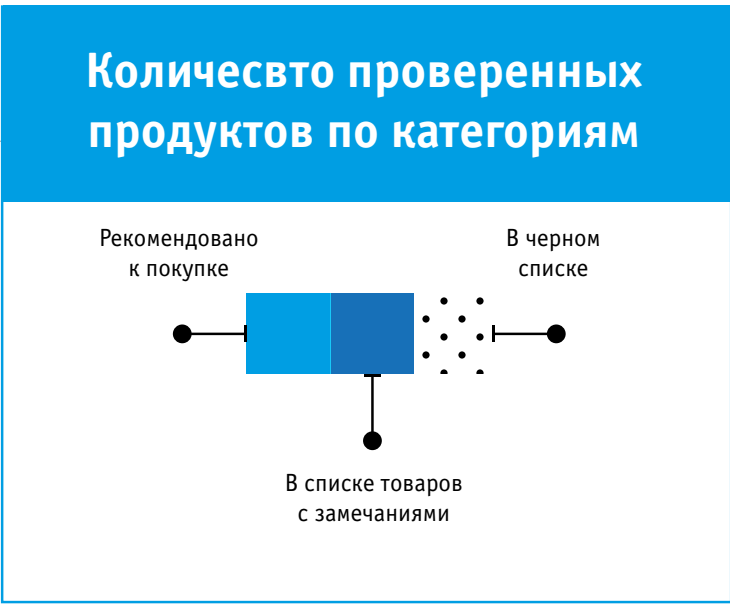 Количесвто проверенных
продуктов по категориям
Рекомендовано
к покупке
В черном
списке
В списке товаров
с замечаниями